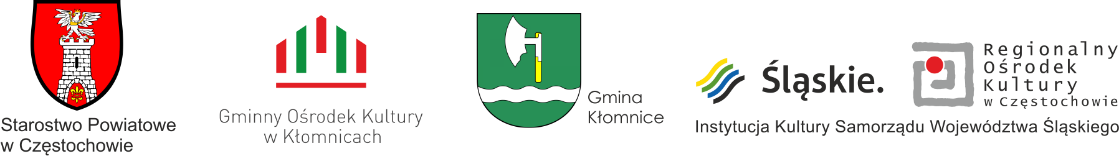 Starostwo Powiatowe
w Częstochowie
Gminny Ośrodek Kultury
w Kłomnicach
Gmina
Kłomnice
Śląskie.
Regionalny
Ośrodek
Kultury
w Częstochowie
Instytucja Kultury Samorządu Województwa Śląskiego